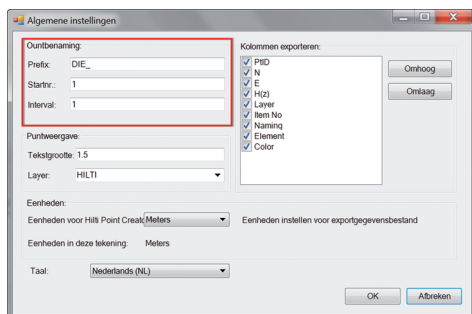 Algemene instellingen
Ountbenaming:
Prefix: DIE_
Startnr.: 1
Interval: 1
Puntweergave:
Tekstgrootte: 1.5
Layer: HILTI
Kolommen exporteren:
PtID
N
E
H(z)
Layer
Item No
Naming
Element
Color
Omhoog
Omlaag
Eenheden:
Eenheden voor Hilti Point Creato Meters
Eenheden instellen voor exportgegevensbestand
Eenheden in deze tekening: Meters
Taal: Nederlands (NL)
OK
Afbreken